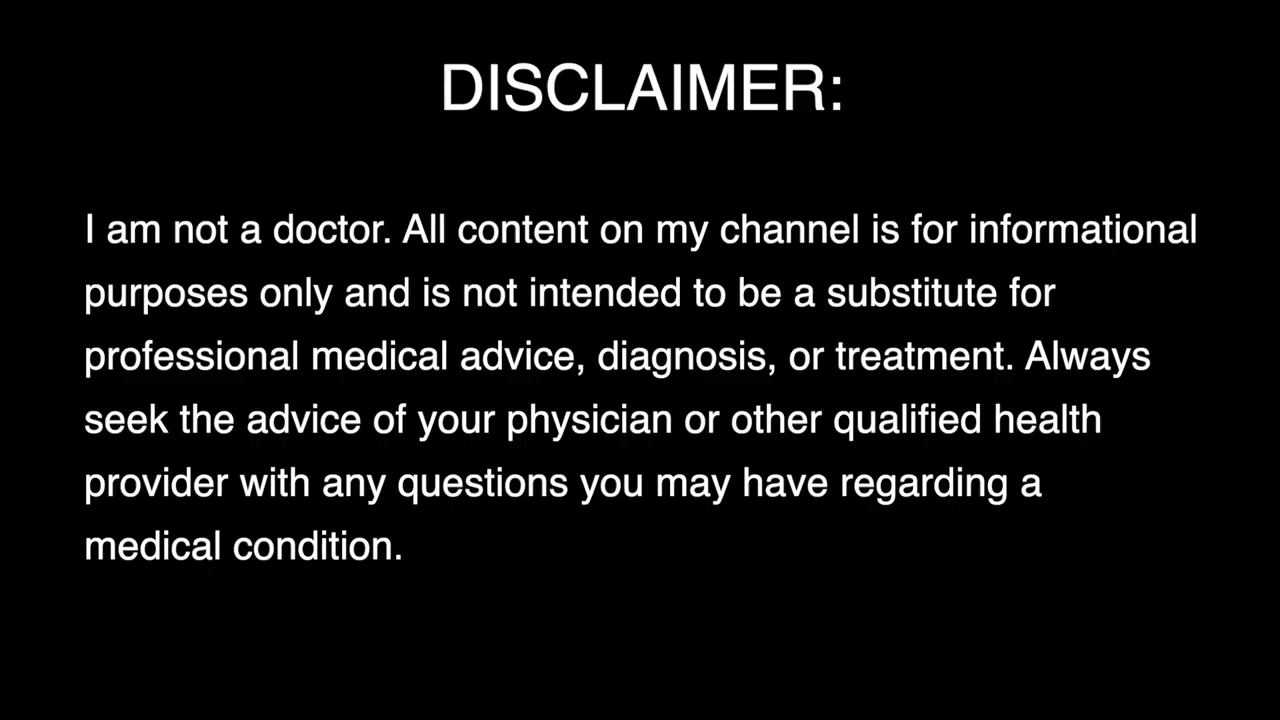 DISCLAIMER:
I am not a doctor. All content on my channel is for informational
purposes only and is not intended to be a substitute for
professional medical advice, diagnosis, or treatment. Always
seek the advice of your physician or other qualified health
provider with any questions you may have regarding a
medical condition.